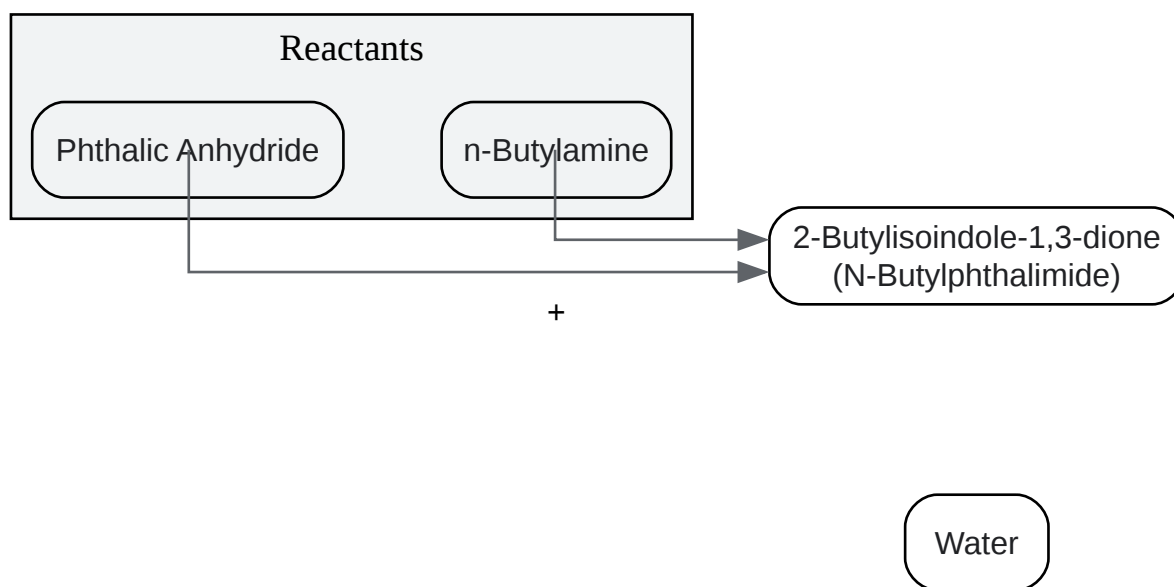 Reactants
Phthalic Anhydride
n-Butylamine
2-Butylisoindole-1,3-dione
(N-Butylphthalimide)
+
Water